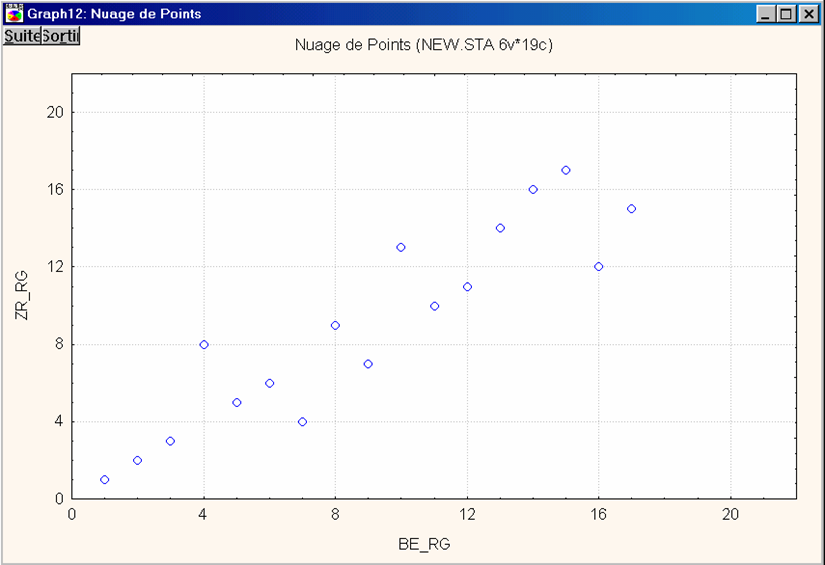 Graph12: Nuage de Points
Suite Sortir
Nuage de Points (NEW.STA 6v*19c)
ZR_RG
20
16
12
8
4
0
0 4 8 12 16 20
BE_RG